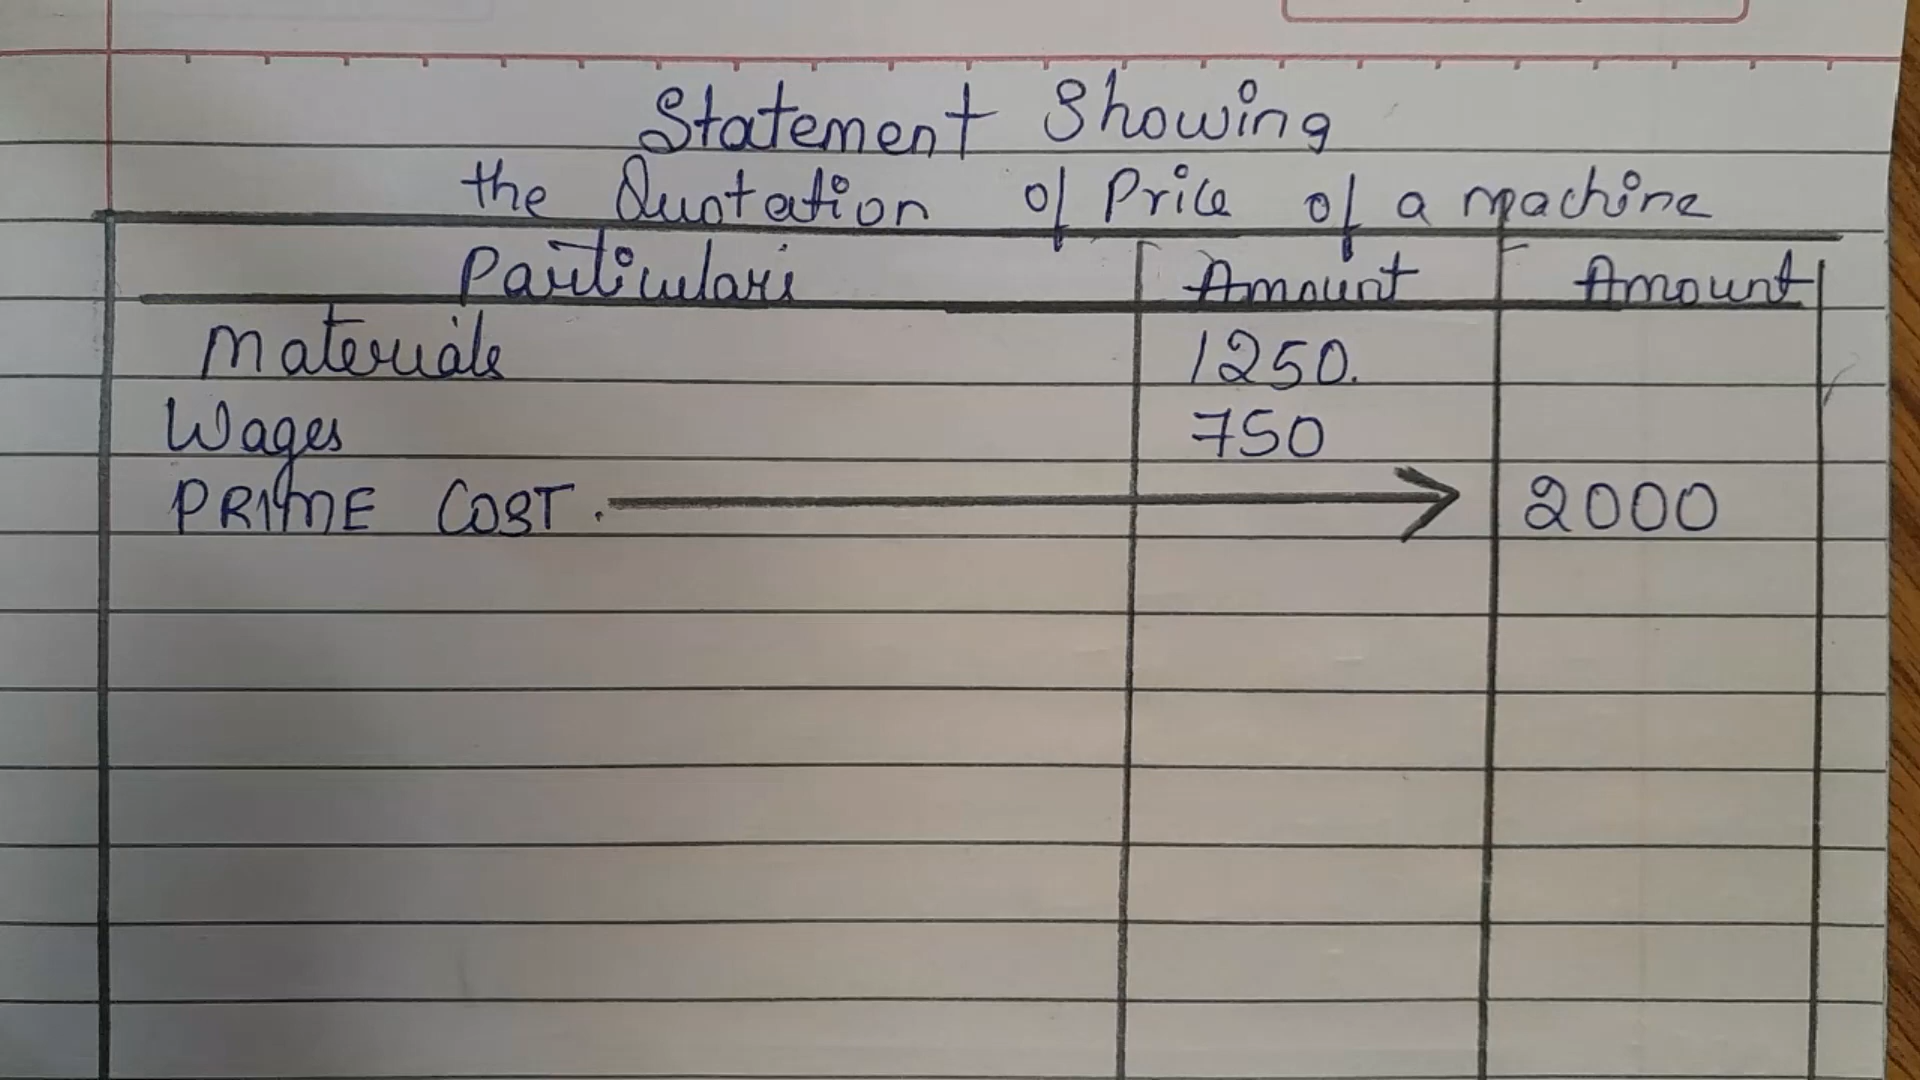 Statement Showing
the Quotation of Price of a machine
Particulars Amount Amount
Materials 1250.
Wages 750
PRIME COST. 2000